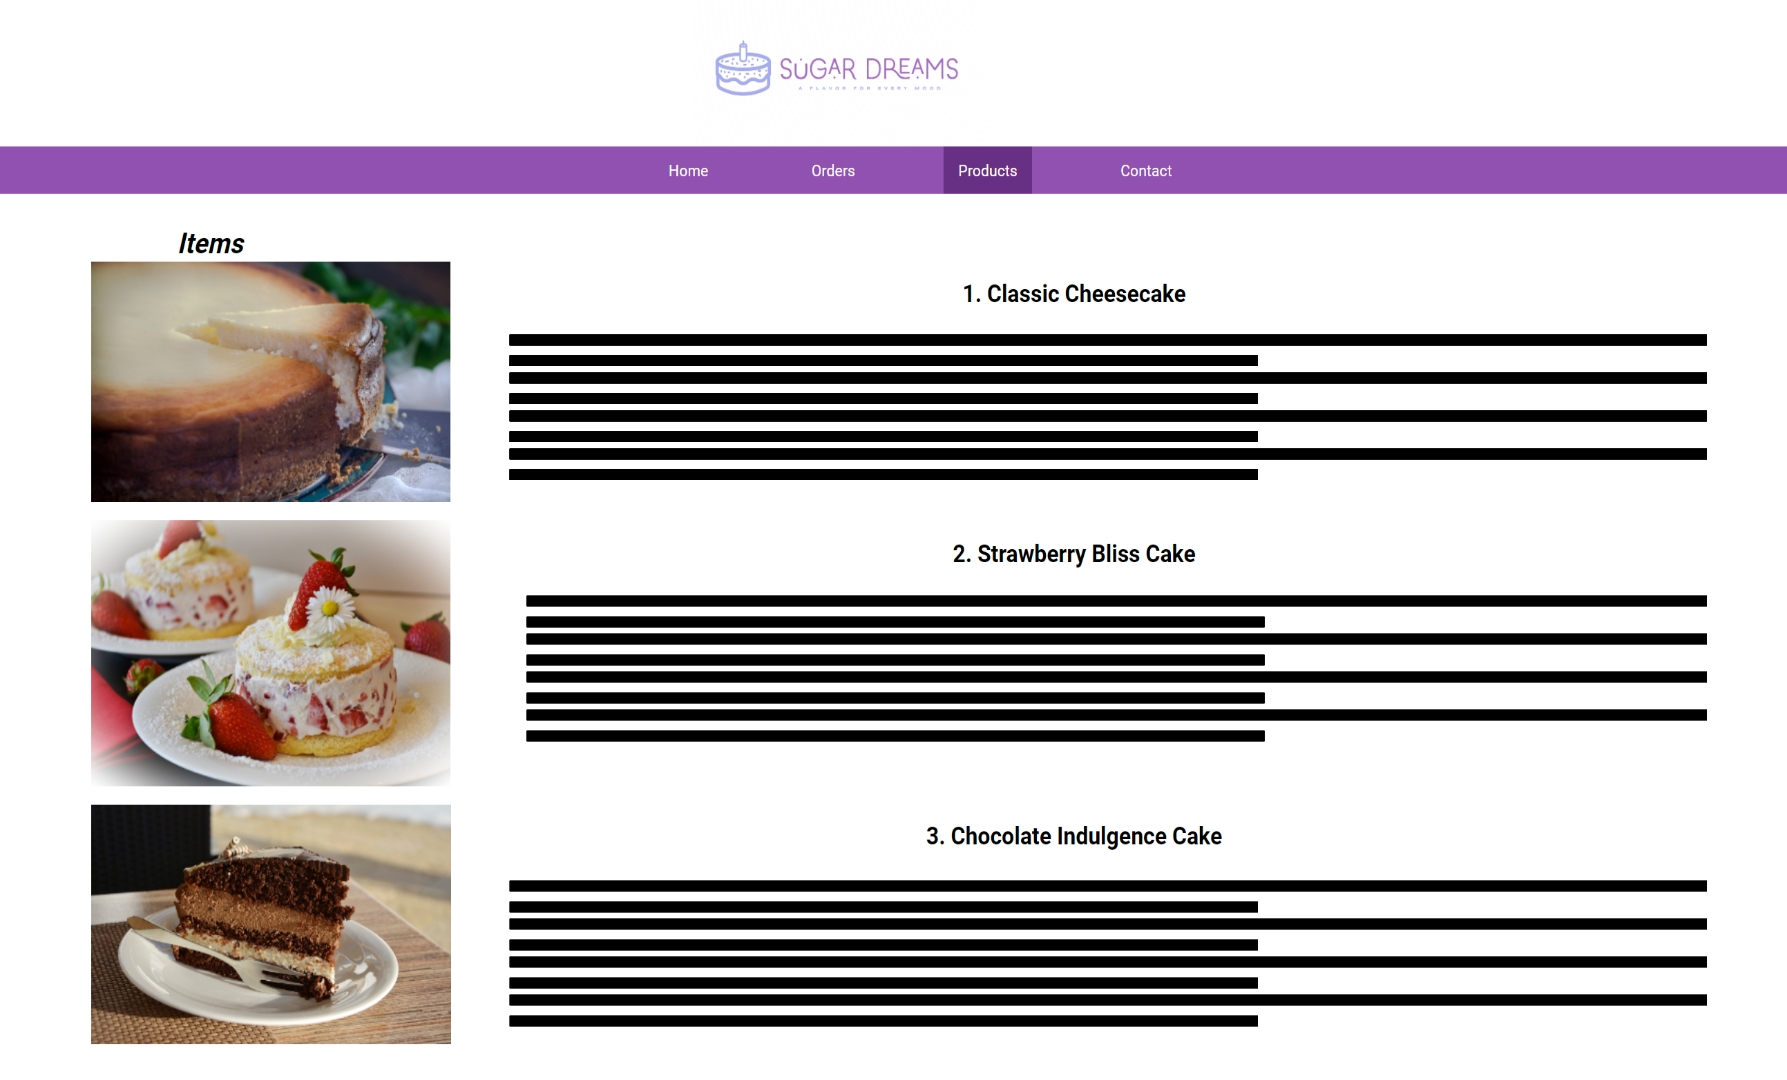 SUGAR DREAMS
A FLAVOR FOR EVERY MOOD
Home Orders Products Contact
Items
1. Classic Cheesecake
2. Strawberry Bliss Cake
3. Chocolate Indulgence Cake